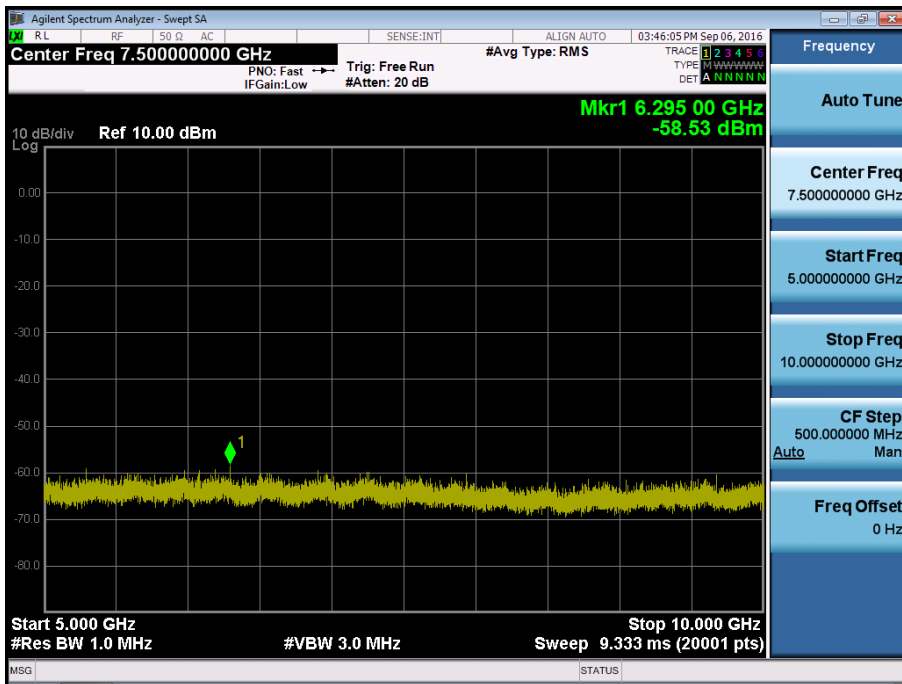 Agilent Spectrum Analyzer - Swept SA
LXI RL RF 50 Ω AC SENSE:INT ALIGN AUTO 03:46:05 PM Sep 06, 2016
Center Freq 7.500000000 GHz
PNO: Fast
IFGain:Low
Trig: Free Run
#Atten: 20 dB
#Avg Type: RMS
TRACE 1 2 3 4 5 6
TYPE M WWWWW
DET A N N N N N
Mkr1 6.295 00 GHz
-58.53 dBm
10 dB/div Ref 10.00 dBm
Log
0.00
-10.0
-20.0
-30.0
-40.0
-50.0
-60.0
-70.0
-80.0
1
Start 5.000 GHz Stop 10.000 GHz
#Res BW 1.0 MHz #VBW 3.0 MHz Sweep 9.333 ms (20001 pts)
MSG STATUS
Frequency
Auto Tune
Center Freq
7.500000000 GHz
Start Freq
5.000000000 GHz
Stop Freq
10.000000000 GHz
CF Step
500.000000 MHz
Auto Man
Freq Offset
0 Hz